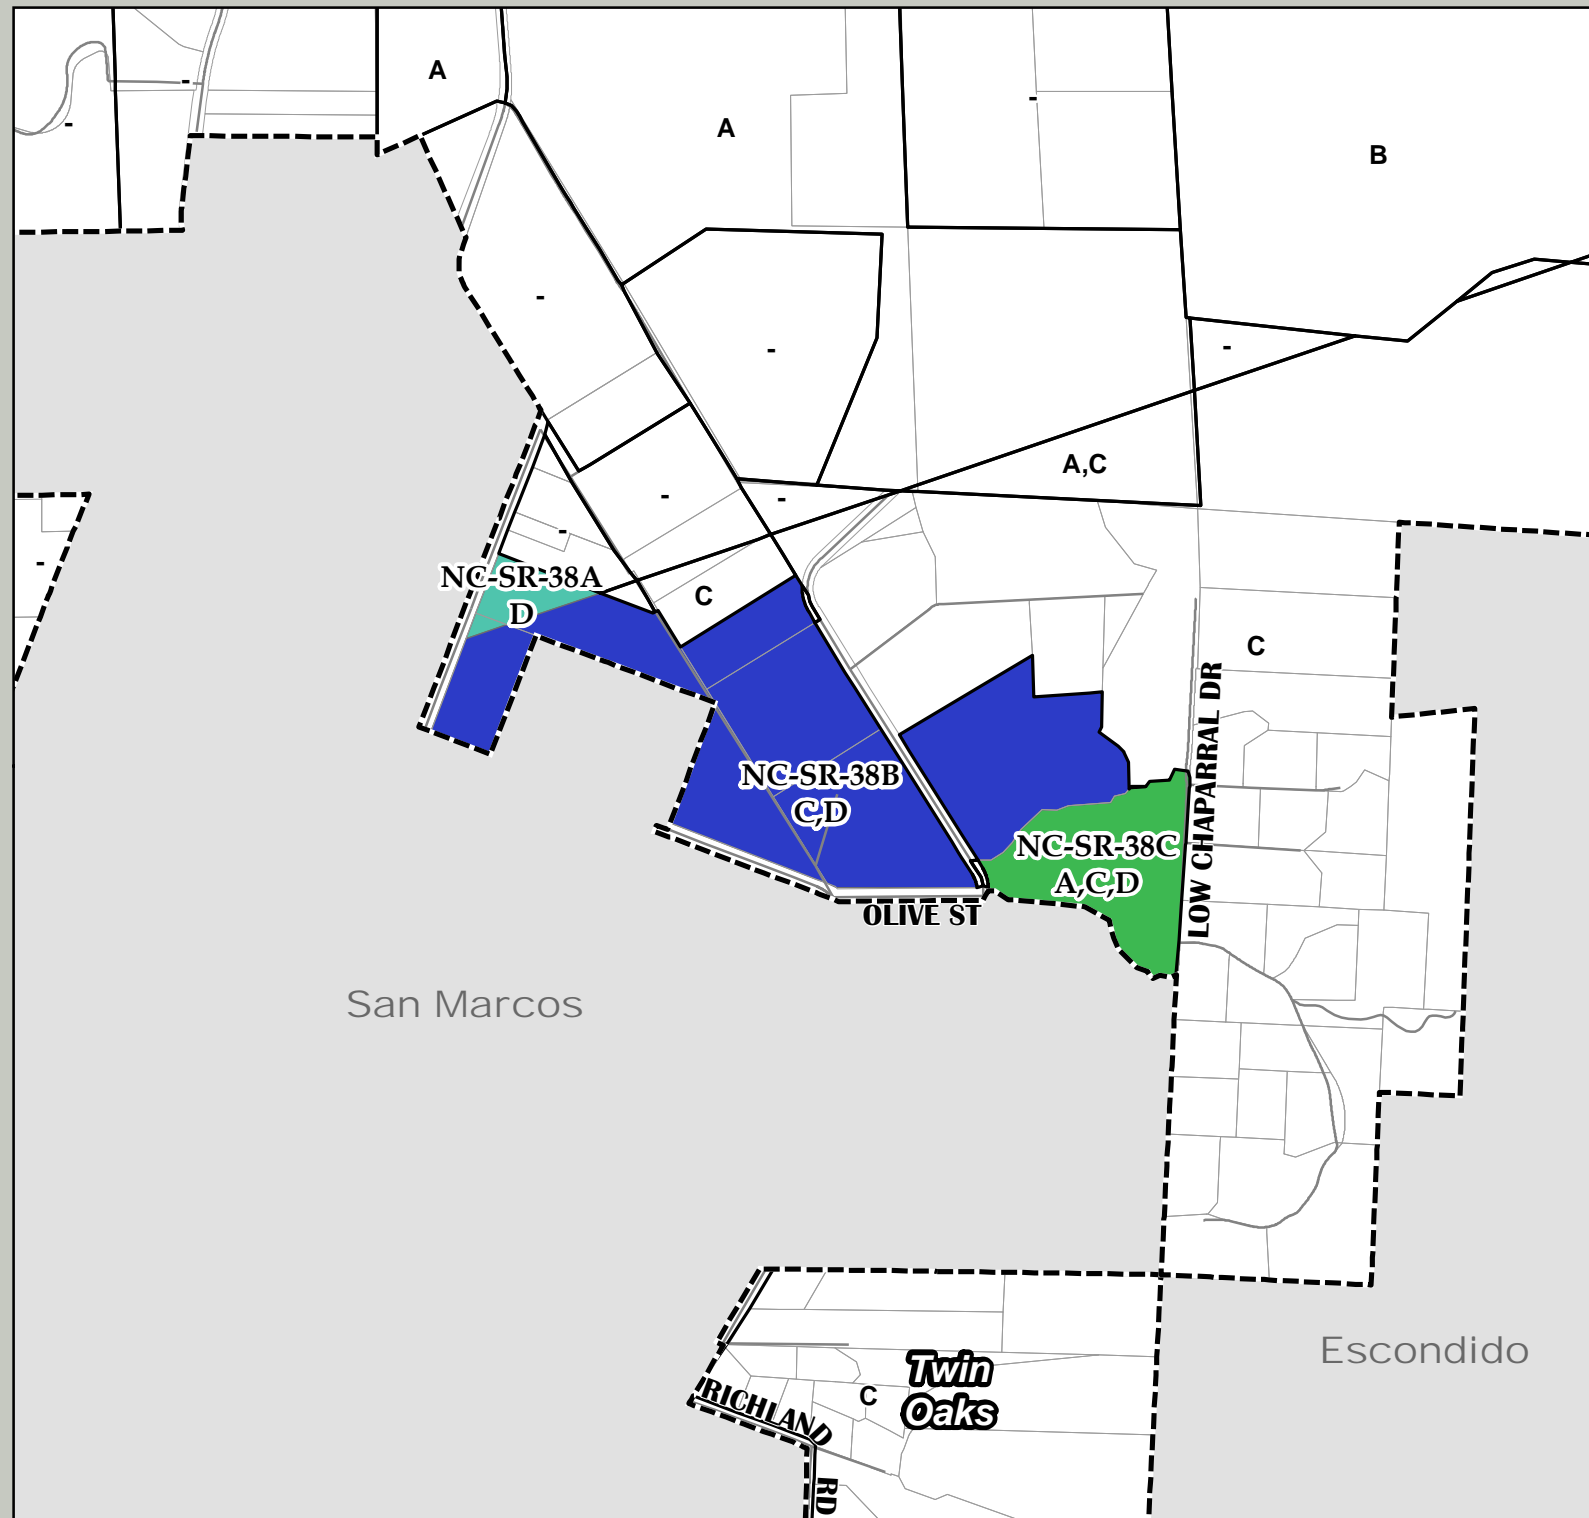 A
-
-
A
-
B
-
-
-
A,C
-
-
-
-
NC-SR-38A
D
C
C
LOW CHAPARRAL DR
NC-SR-38B
C,D
NC-SR-38C
A,C,D
OLIVE ST
San Marcos
Escondido
Twin
Oaks
C
RICHLAND
RD